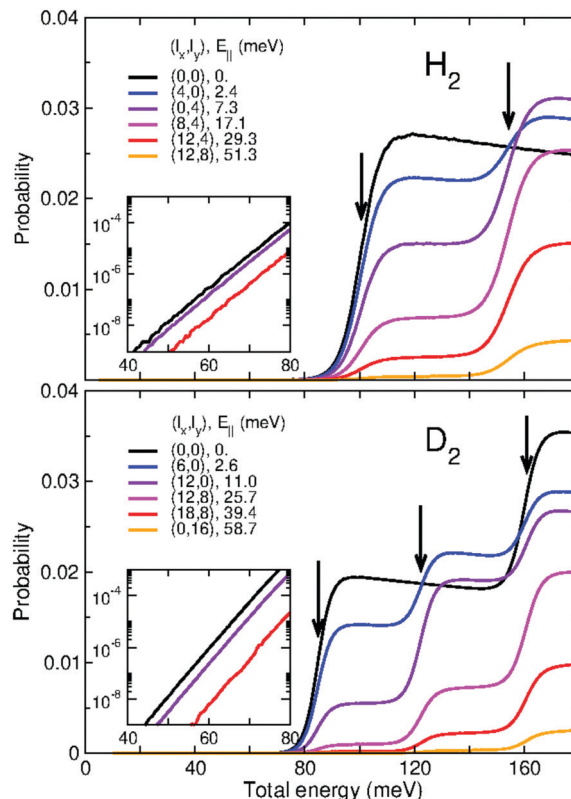 0.04
(l_x,l_y), E_|| (meV)
H_2
(0,0), 0.
(4,0), 2.4
(0,4), 7.3
(8,4), 17.1
(12,4), 29.3
(12,8), 51.3
0.03
0.02
0.01
Probability
10^-4
10^-6
10^-8
40 60 80
0.04
(l_x,l_y), E_|| (meV)
D_2
(0,0), 0.
(6,0), 2.6
(12,0), 11.0
(12,8), 25.7
(18,8), 39.4
(0,16), 58.7
0.03
0.02
0.01
0
Probability
10^-4
10^-6
10^-8
40 60 80
0 40 80 120 160
Total energy (meV)